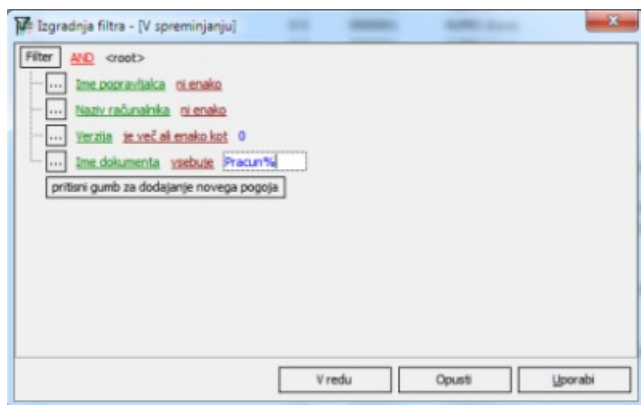 Izgradnja filtra - [V spreminjanju]
Filter AND <root>
... Ime popravljalca ni enako
... Naziv računalnika ni enako
... Verzija je več ali enako kot 0
... Ime dokumenta vsebuje Pracun%
pritisni gumb za dodajanje novega pogoja
V redu Opusti Uporabi